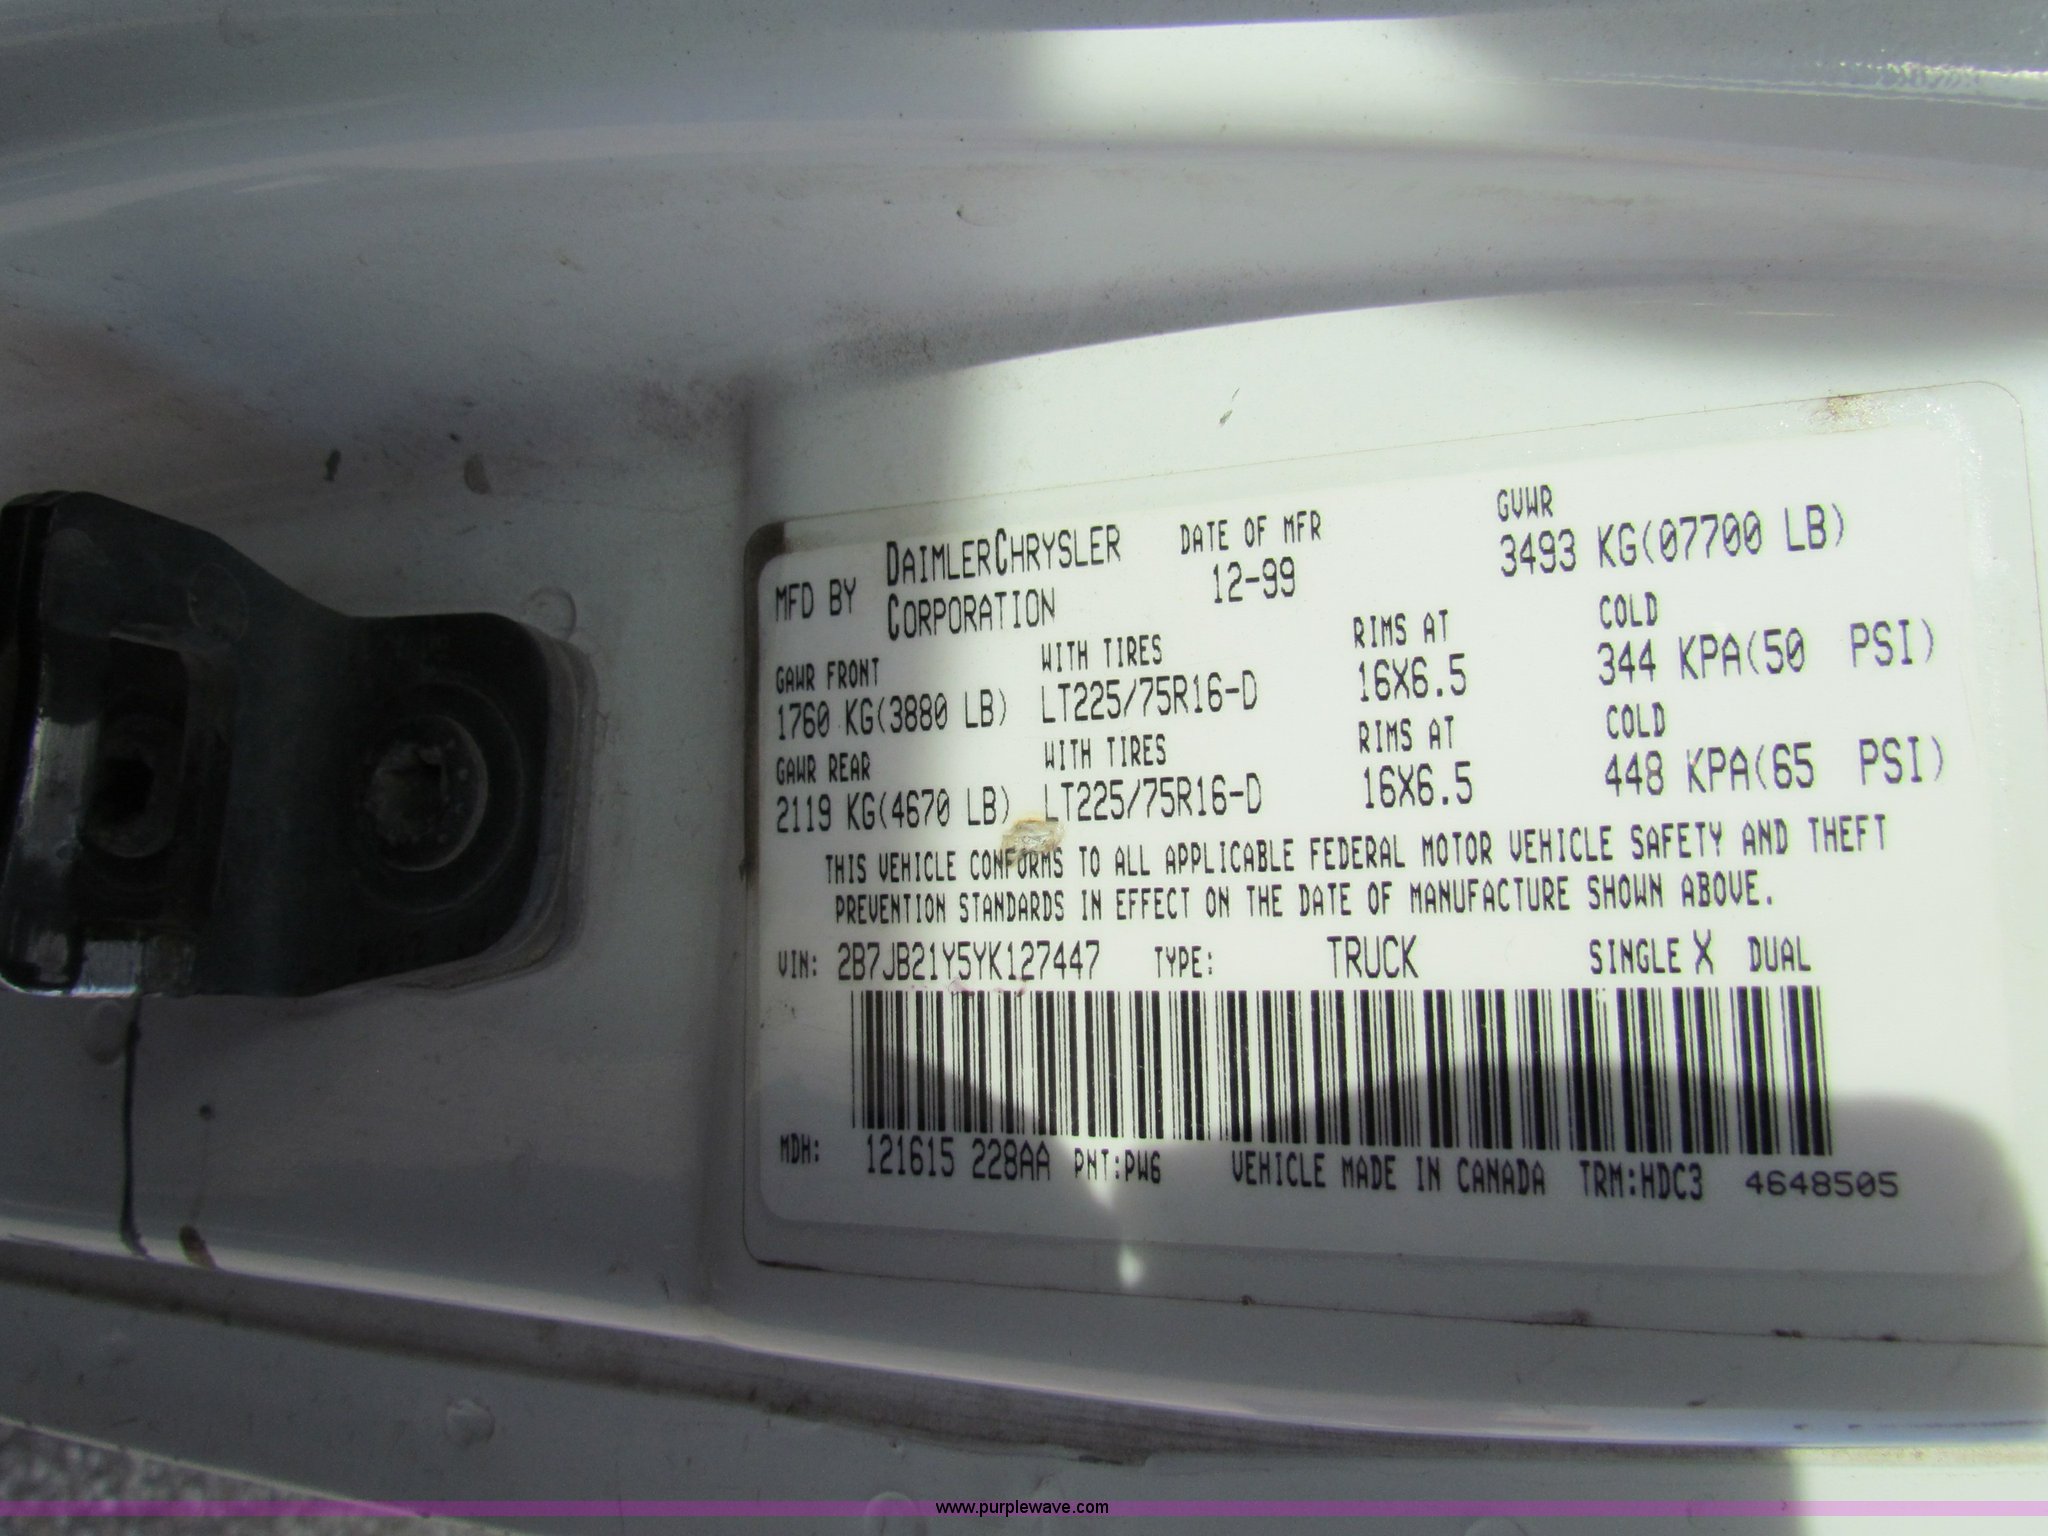 MFD BY DAIMLERCHRYSLER CORPORATION DATE OF MFR 12-99 GVWR 3493 KG(07700 LB)
GAWR FRONT WITH TIRES RIMS AT COLD
1760 KG(3880 LB) LT225/75R16-D 16X6.5 344 KPA(50 PSI)
GAWR REAR WITH TIRES RIMS AT COLD
2119 KG(4670 LB) LT225/75R16-D 16X6.5 448 KPA(65 PSI)
THIS VEHICLE CONFORMS TO ALL APPLICABLE FEDERAL MOTOR VEHICLE SAFETY AND THEFT
PREVENTION STANDARDS IN EFFECT ON THE DATE OF MANUFACTURE SHOWN ABOVE.
VIN: 2B7JB21Y5YK127447 TYPE: TRUCK SINGLE X DUAL
MDH: 121615 228AA PNT:PW6 VEHICLE MADE IN CANADA TRM:HDC3 4648505
www.purplewave.com